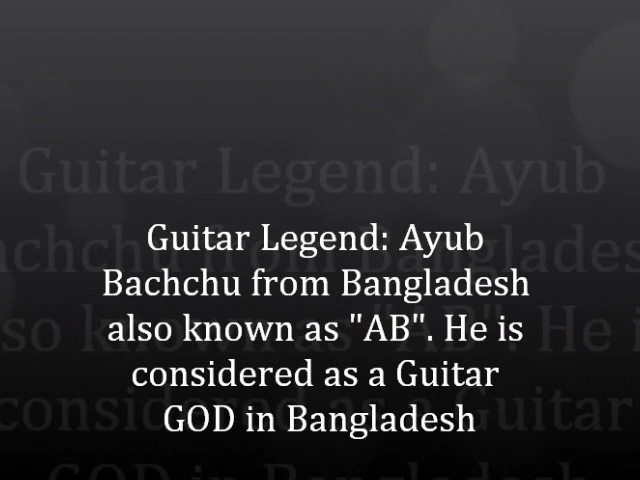 Guitar Legend: Ayub
Bachchu from Bangladesh
also known as "AB". He is
considered as a Guitar
GOD in Bangladesh